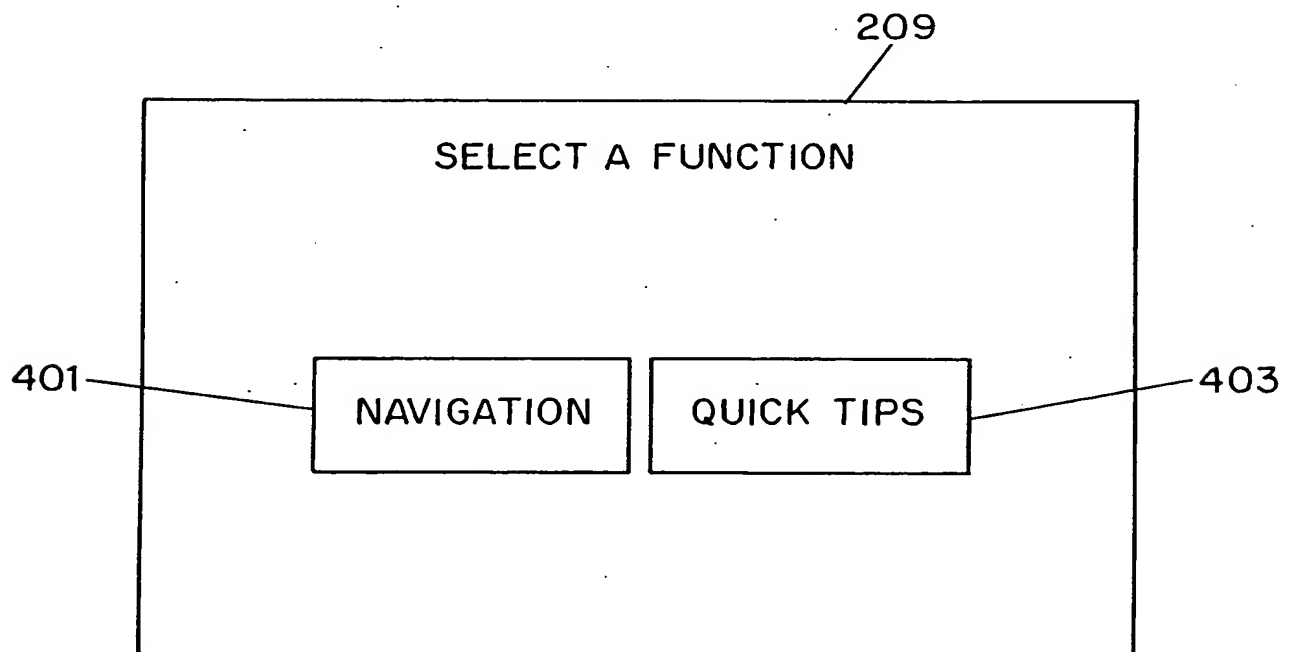 209
SELECT A FUNCTION
401
NAVIGATION
QUICK TIPS
403